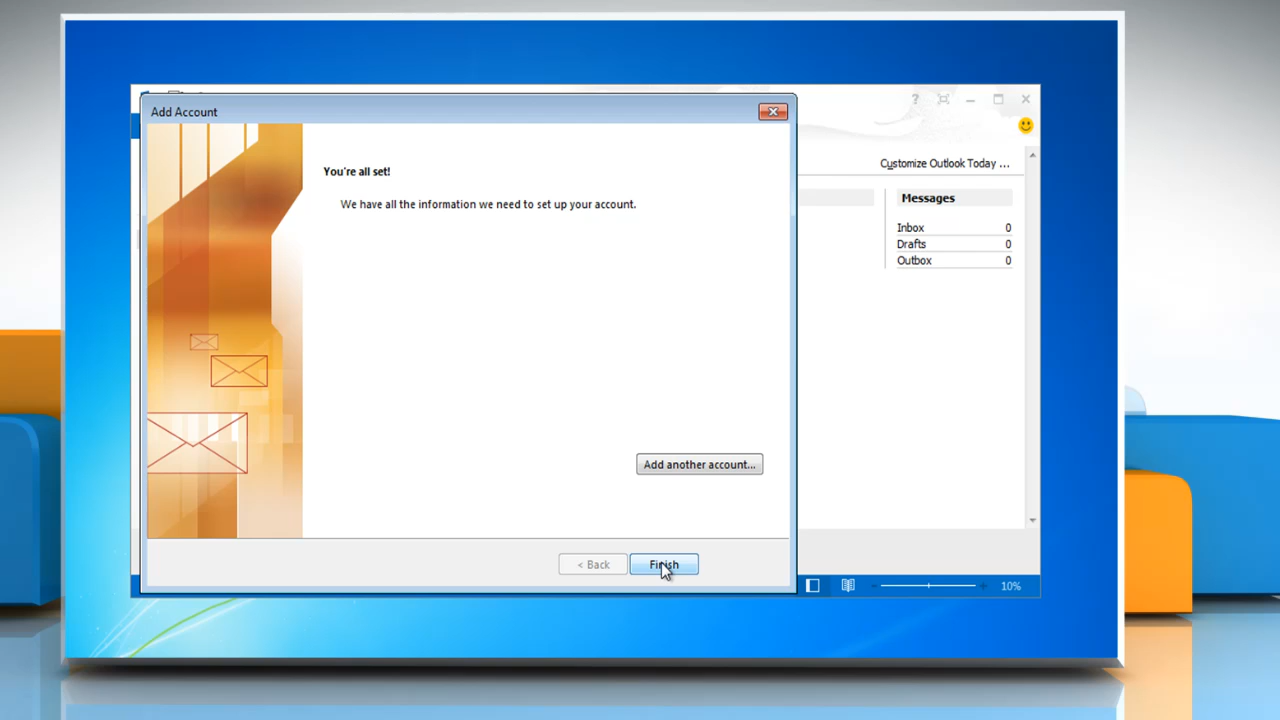 Add Account
?
You're all set!
We have all the information we need to set up your account.
Customize Outlook Today ...
Messages
Inbox 0
Drafts 0
Outbox 0
Add another account...
< Back
Finish
10%